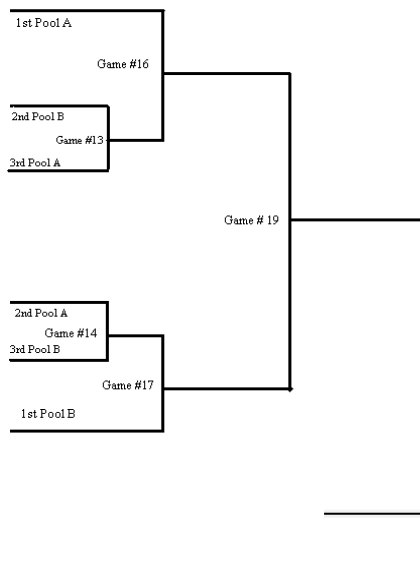 1st Pool A
Game #16
2nd Pool B
Game #13
3rd Pool A
Game # 19
2nd Pool A
Game #14
3rd Pool B
Game #17
1st Pool B